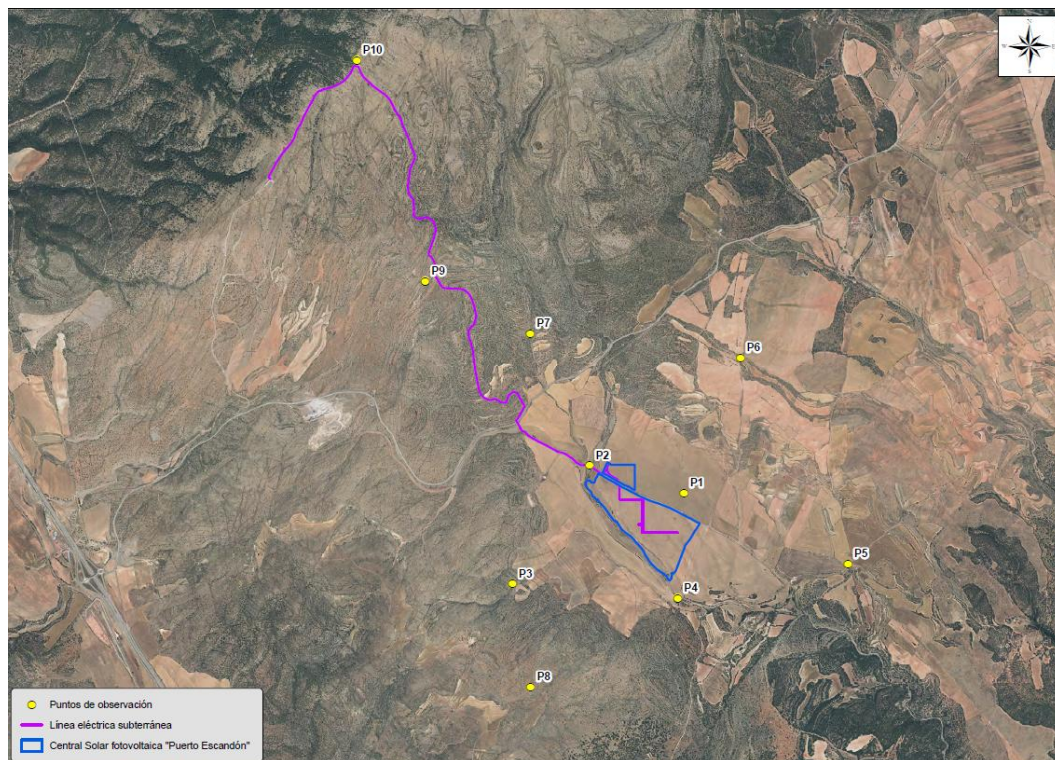 P10
P9
P7
P6
P2
P1
P3
P5
P4
P8
Puntos de observación
Línea eléctrica subterránea
Central Solar fotovoltaica "Puerto Escandón"